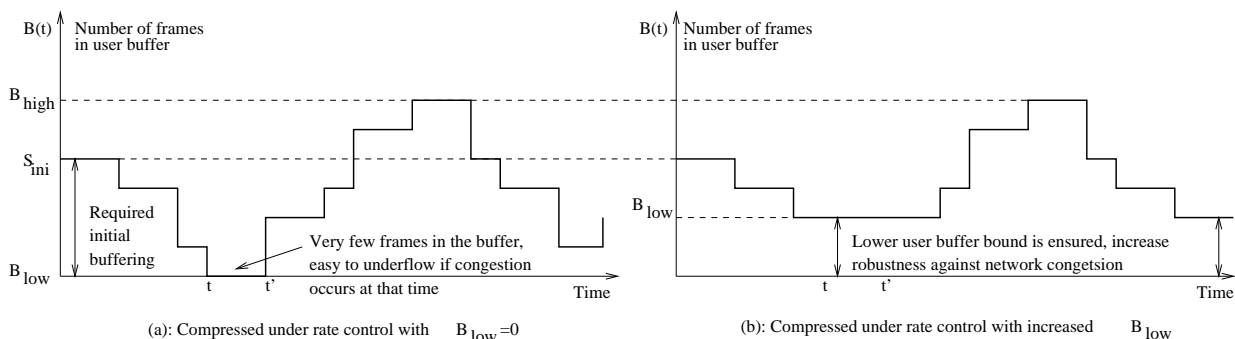 B(t)
Number of frames
in user buffer
B high
S ini
Required
initial
buffering
B low
Very few frames in the buffer,
easy to underflow if congestion
occurs at that time
t
t'
Time
(a): Compressed under rate control with B low =0
B(t)
Number of frames
in user buffer
B low
Lower user buffer bound is ensured, increase
robustness against network congetsion
t
t'
Time
(b): Compressed under rate control with increased B low